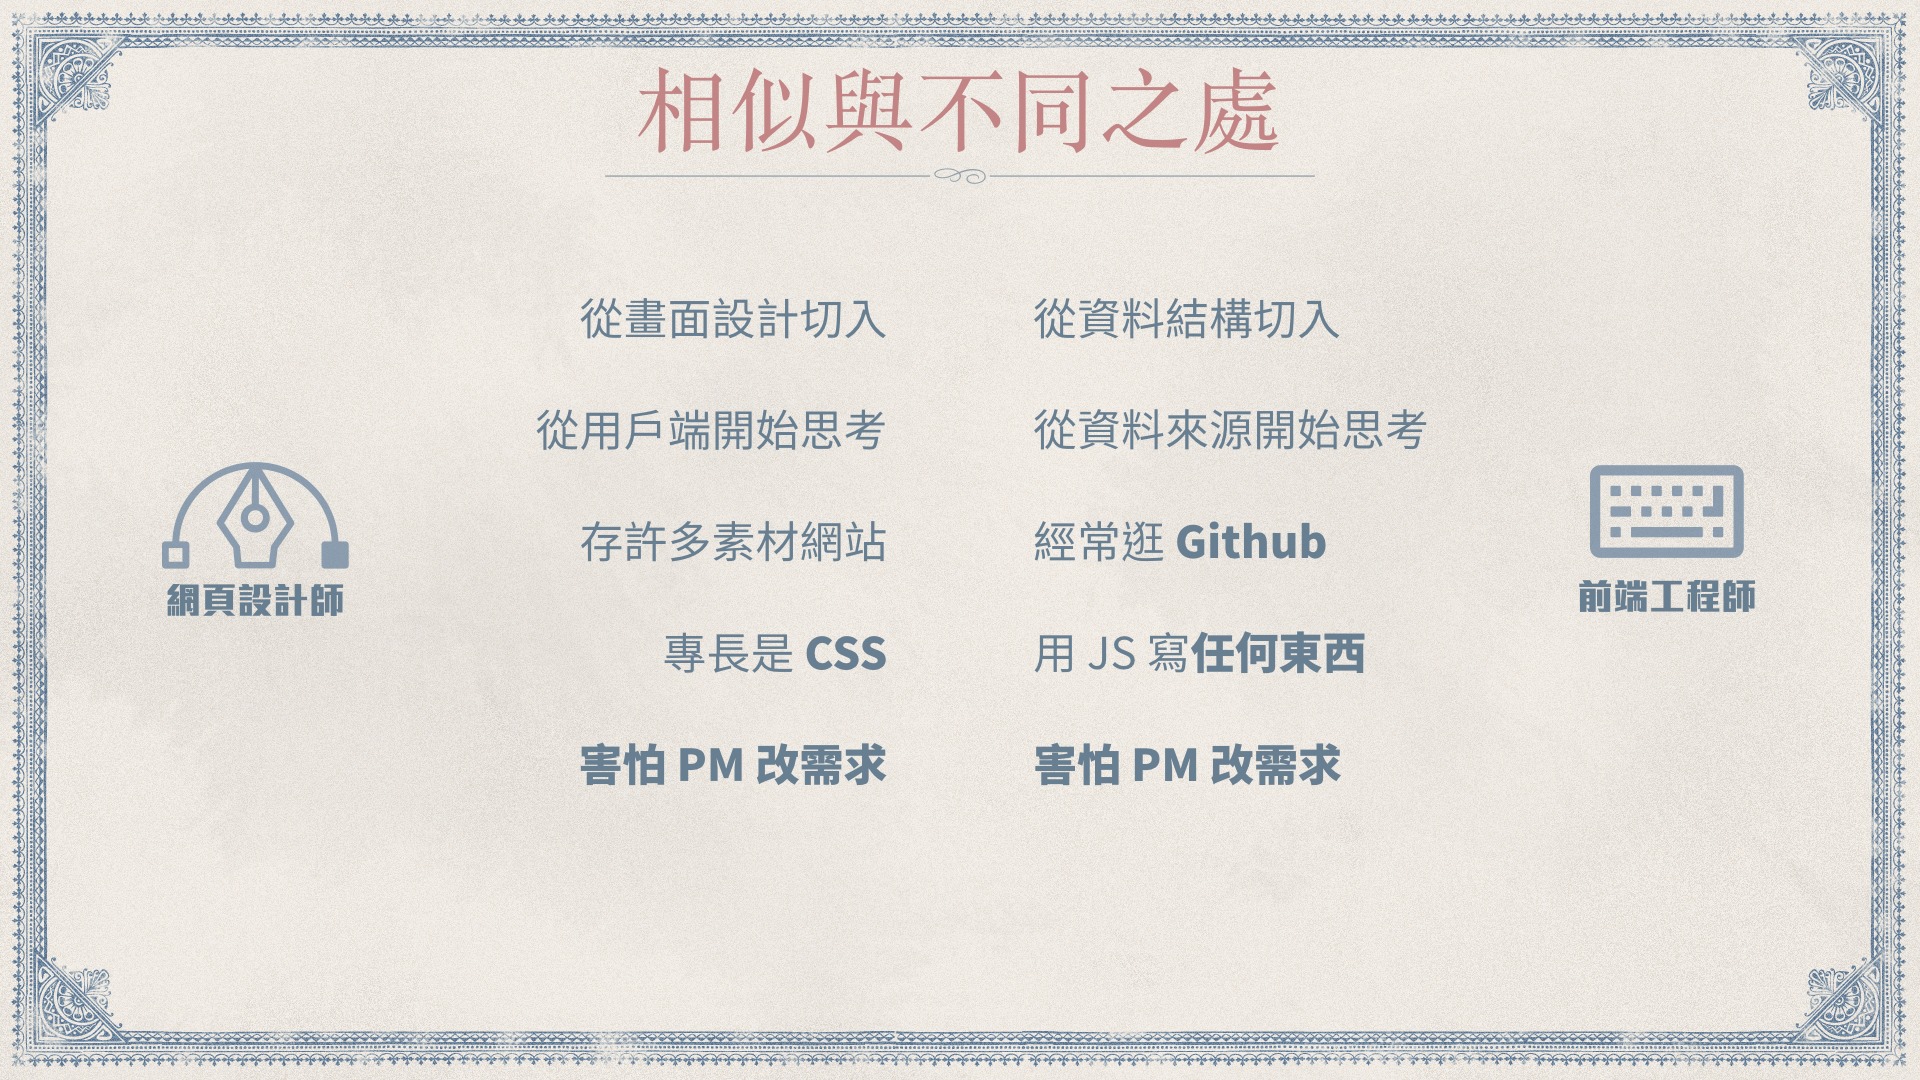 相似與不同之處
從畫面設計切入
從用戶端開始思考
存許多素材網站
專長是 CSS
害怕 PM 改需求
網頁設計師
從資料結構切入
從資料來源開始思考
經常逛 Github
用 JS 寫任何東西
害怕 PM 改需求
前端工程師